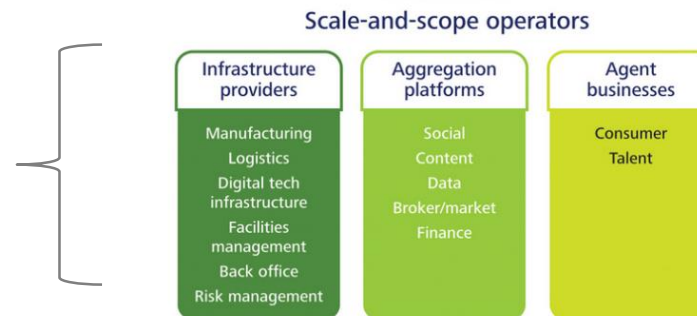 Scale-and-scope operators
Infrastructure
providers
Manufacturing
Logistics
Digital tech
infrastructure
Facilities
management
Back office
Risk management
Aggregation
platforms
Social
Content
Data
Broker/market
Finance
Agent
businesses
Consumer
Talent